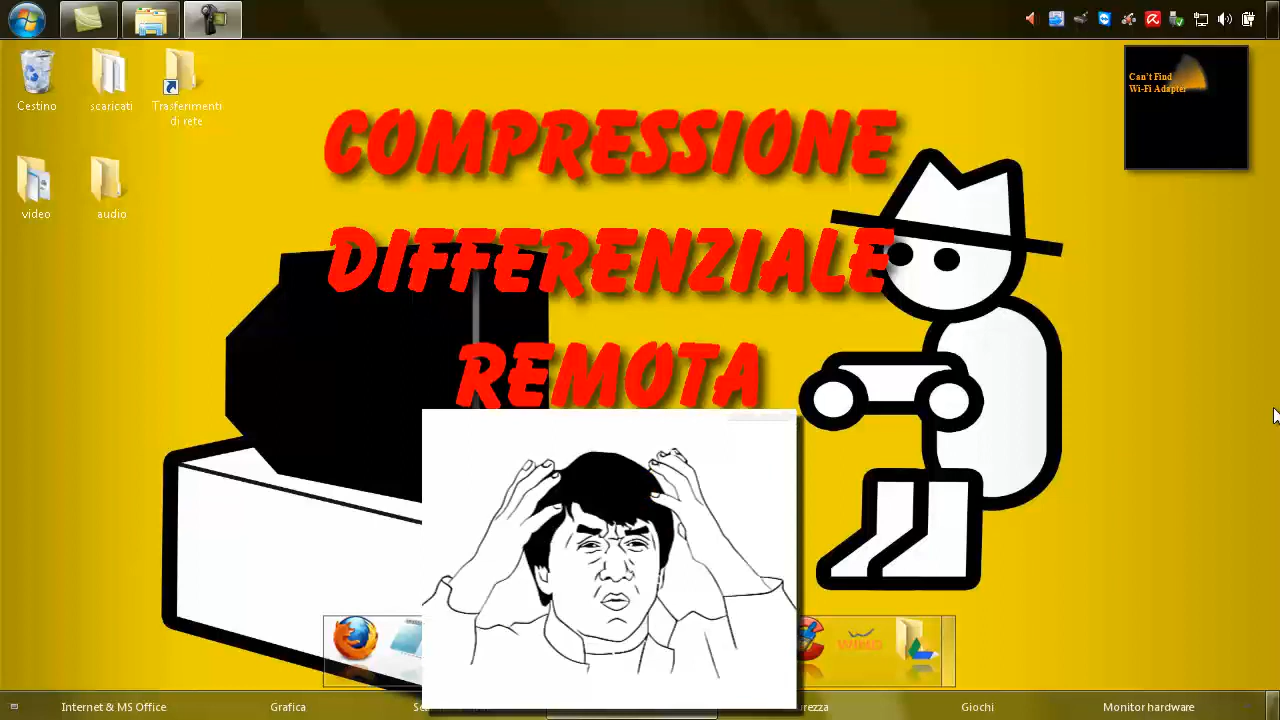 Cestino
scaricati
Trasferimenti
di rete
video
audio
COMPRESSIONE
DIFFERENZIALE
REMOTA
Can't Find
Wi-Fi Adapter
WIND
Internet & MS Office
Grafica
Giochi
Monitor hardware